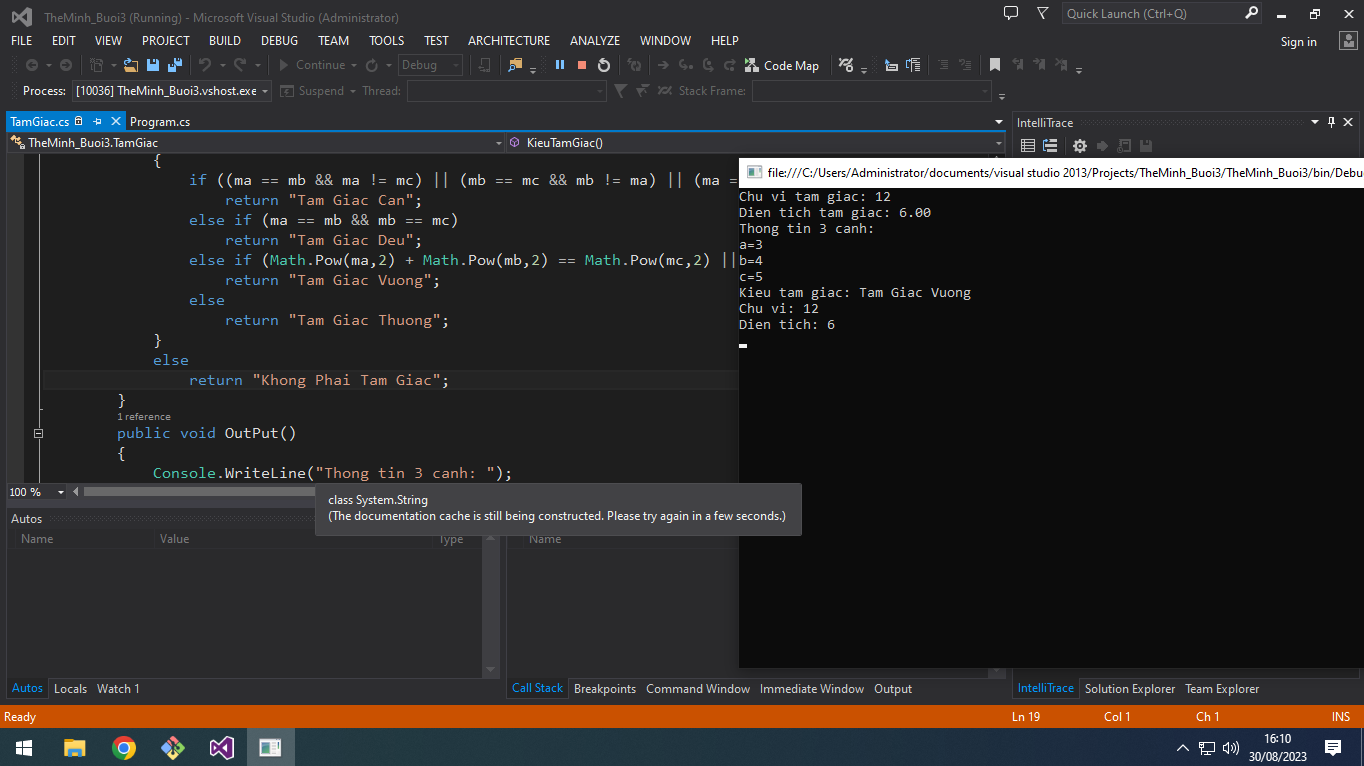 TheMinh_Buoi3 (Running) - Microsoft Visual Studio (Administrator)
Quick Launch (Ctrl+Q)
FILE EDIT VIEW PROJECT BUILD DEBUG TEAM TOOLS TEST ARCHITECTURE ANALYZE WINDOW HELP
Sign in
Continue Debug Code Map
Process: [10036] TheMinh_Buoi3.vshost.exe Suspend Thread: Stack Frame:
TamGiac.cs Program.cs
TheMinh_Buoi3.TamGiac KieuTamGiac()
{
if ((ma == mb && ma != mc) || (mb == mc && mb != ma) || (ma =
return "Tam Giac Can";
else if (ma == mb && mb == mc)
return "Tam Giac Deu";
else if (Math.Pow(ma,2) + Math.Pow(mb,2) == Math.Pow(mc,2) ||
return "Tam Giac Vuong";
else
return "Tam Giac Thuong";
}
else
return "Khong Phai Tam Giac";
}
1 reference
public void OutPut()
{
Console.WriteLine("Thong tin 3 canh: ");
100 %
class System.String
(The documentation cache is still being constructed. Please try again in a few seconds.)
Autos
Name Value Type
Name
Autos Locals Watch 1
Call Stack Breakpoints Command Window Immediate Window Output
IntelliTrace
file:///C:/Users/Administrator/documents/visual studio 2013/Projects/TheMinh_Buoi3/TheMinh_Buoi3/bin/Debu
Chu vi tam giac: 12
Dien tich tam giac: 6.00
Thong tin 3 canh:
a=3
b=4
c=5
Kieu tam giac: Tam Giac Vuong
Chu vi: 12
Dien tich: 6
IntelliTrace Solution Explorer Team Explorer
Ready Ln 19 Col 1 Ch 1 INS
16:10
30/08/2023